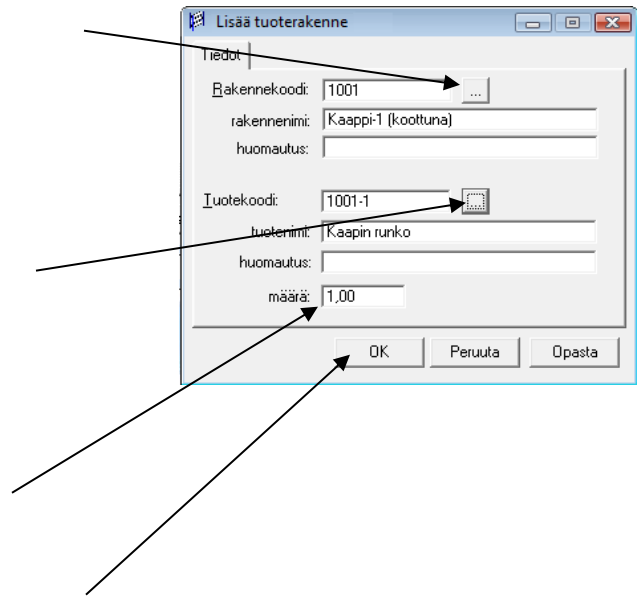 Lisää tuoterakenne
Tiedot
Rakennekoodi: 1001 ...
rakennenimi: Kaappi-1 (koottuna)
huomautus:
Tuotekoodi: 1001-1 ...
tuotenimi: Kaapin runko
huomautus:
määrä: 1,00
OK Peruuta Opasta